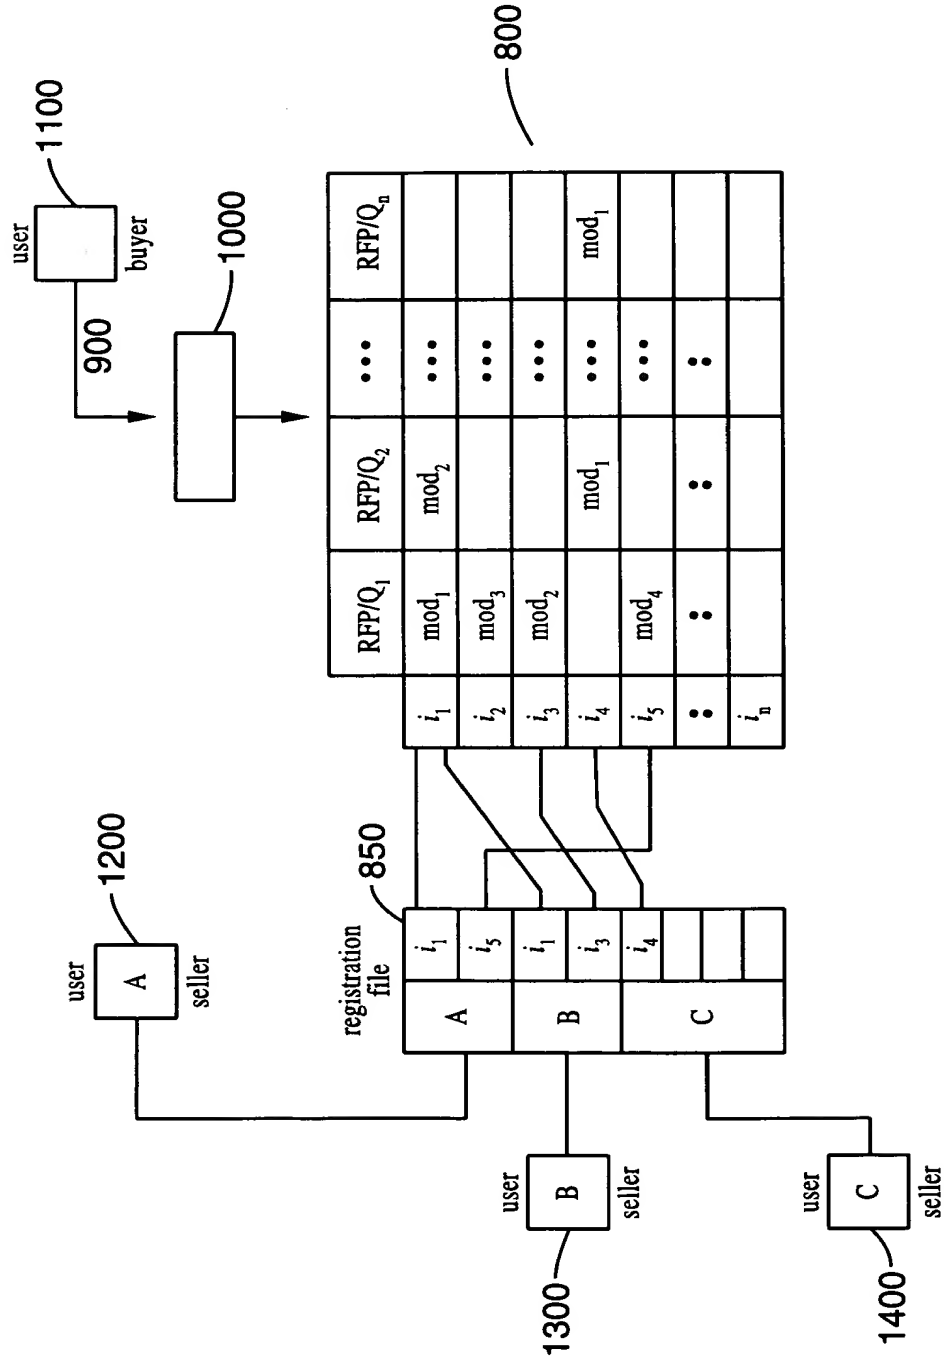 user
1100
buyer
900
1000
800
RFP/Q1 RFP/Q2 ••• RFP/Qn
i1 mod1 mod2 •••
i2 mod3 •••
i3 mod2 •••
i4 mod1 ••• mod1
i5 mod4 •••
in
user
A
seller
1200
registration
file
850
A
i1
i5
B
i1
i3
C
i4
user
B
seller
1300
user
C
seller
1400